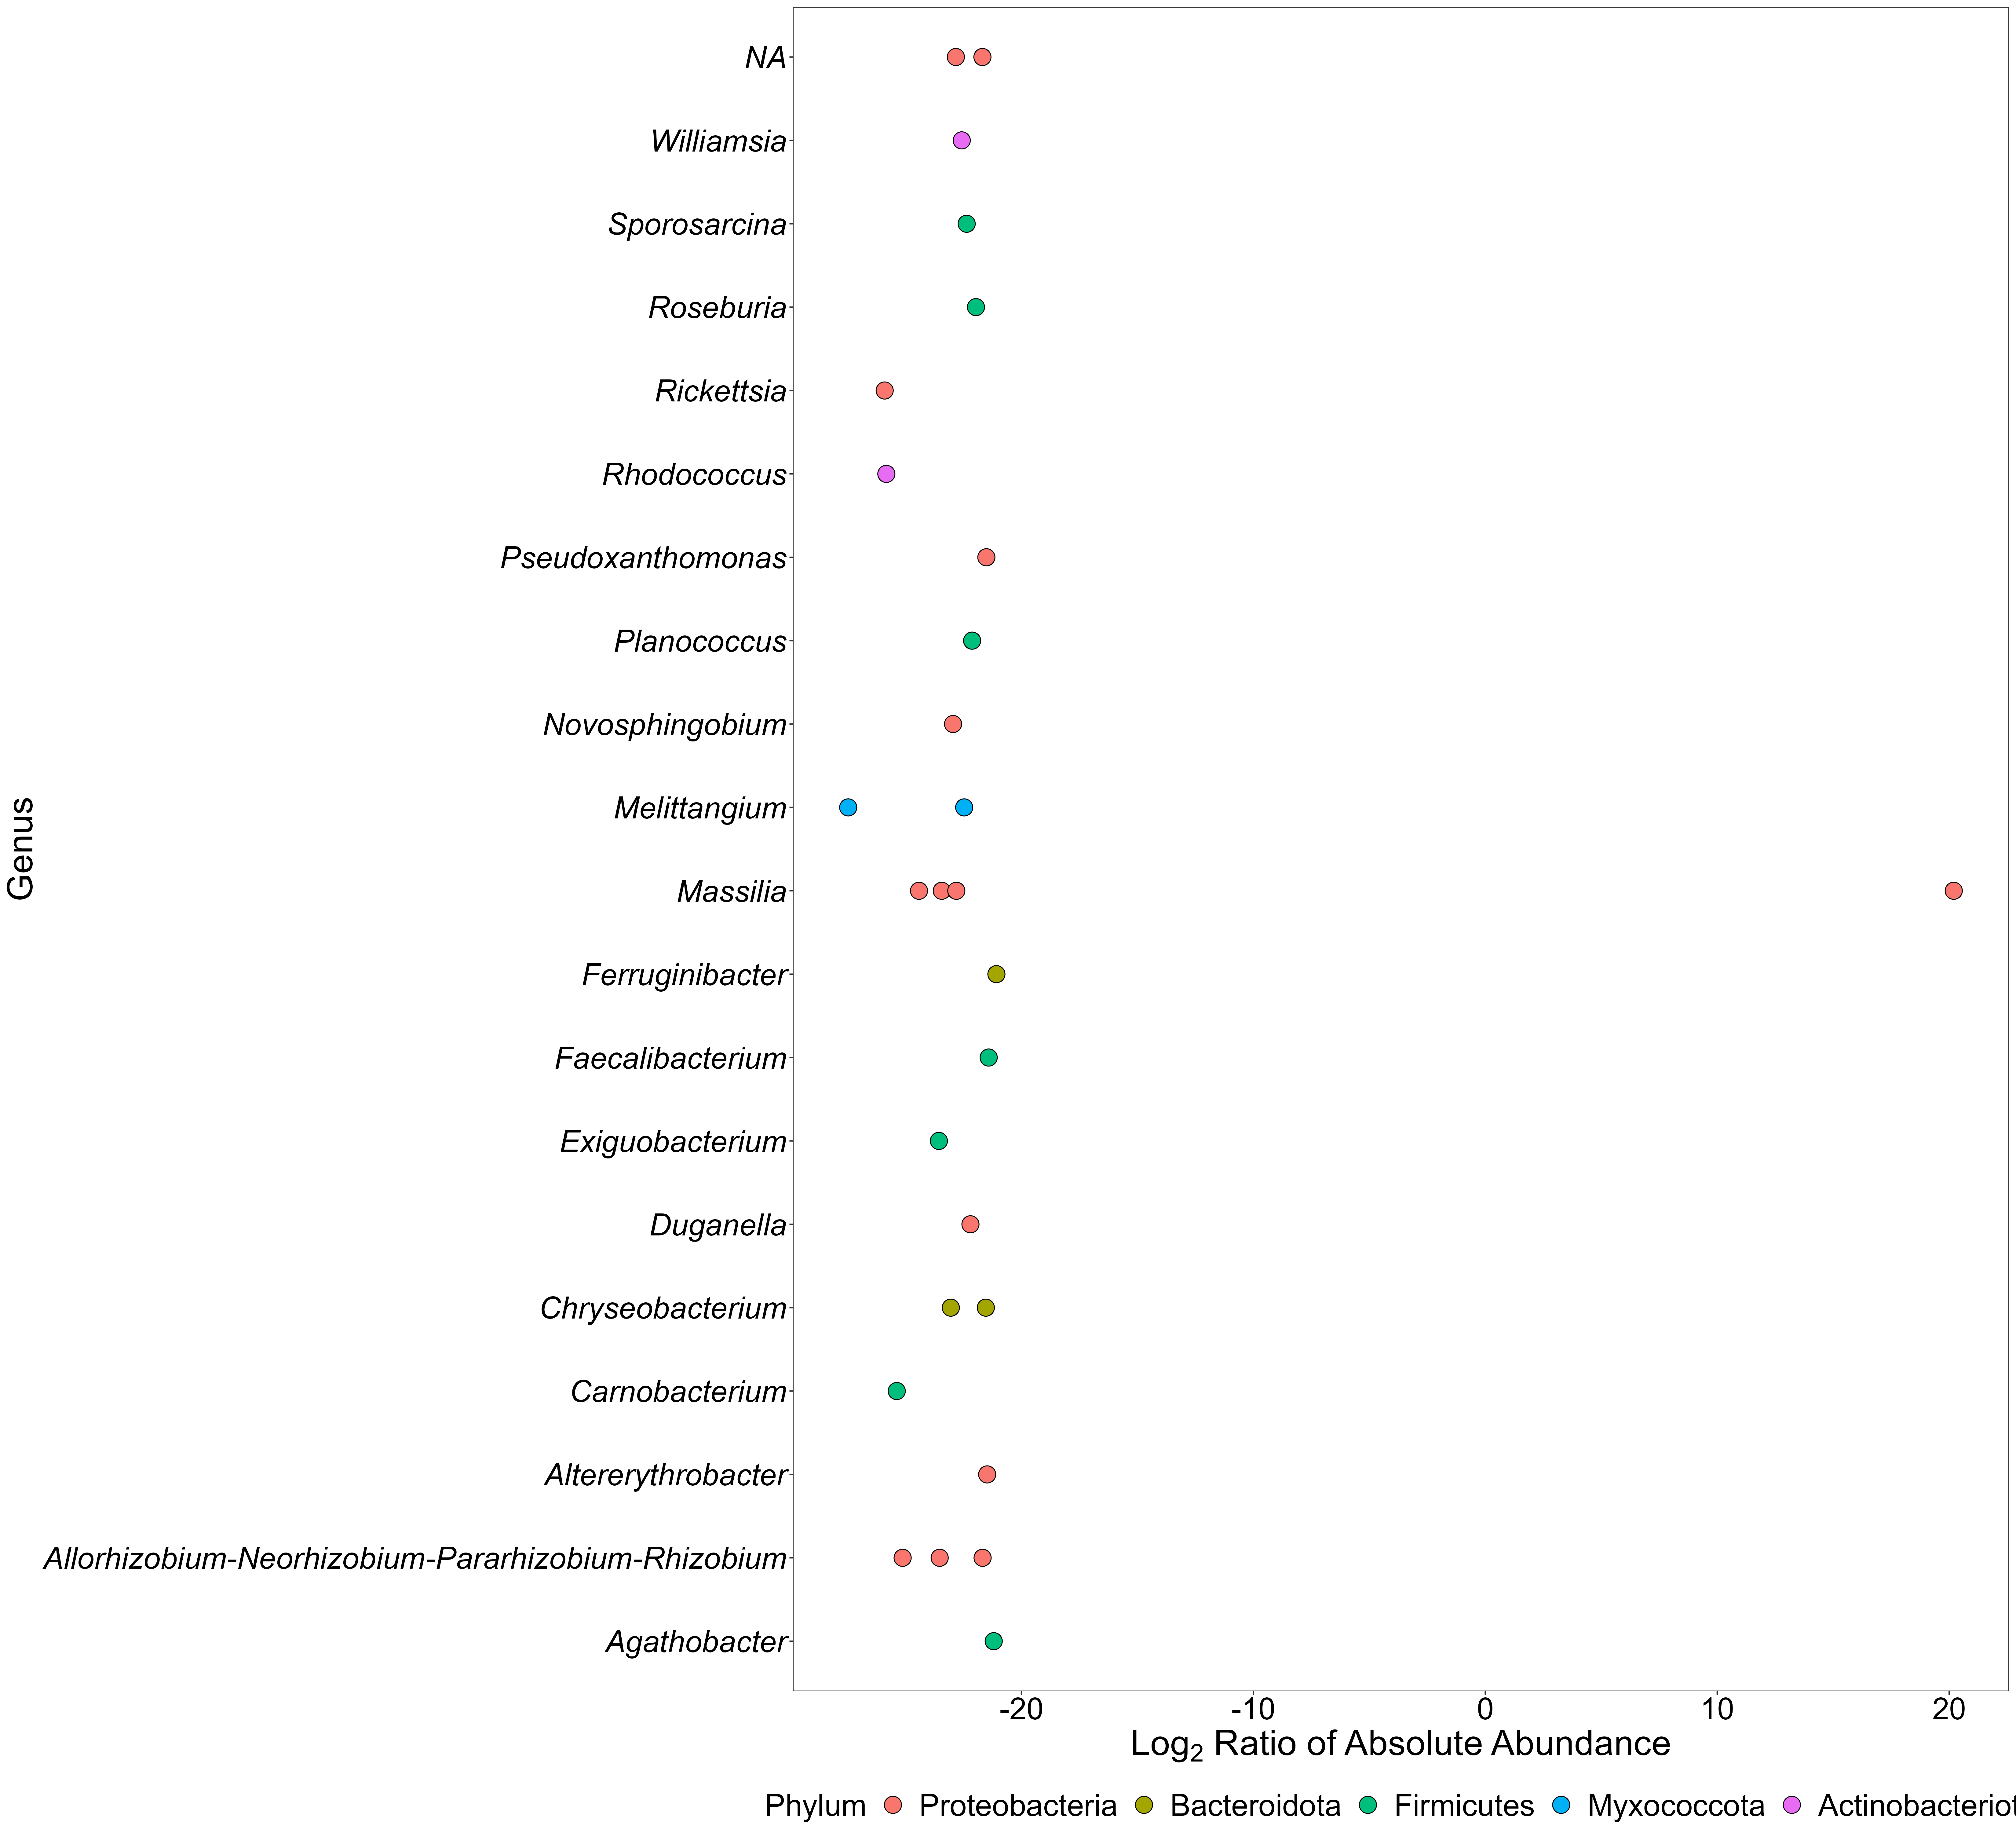 NA
Williamsia
Sporosarcina
Roseburia
Rickettsia
Rhodococcus
Pseudoxanthomonas
Planococcus
Novosphingobium
Melittangium
Massilia
Ferruginibacter
Faecalibacterium
Exiguobacterium
Duganella
Chryseobacterium
Carnobacterium
Altererythrobacter
Allorhizobium-Neorhizobium-Pararhizobium-Rhizobium
Agathobacter
Genus
-20 -10 0 10 20
Log₂ Ratio of Absolute Abundance
Phylum Proteobacteria Bacteroidota Firmicutes Myxococcota Actinobacteriot